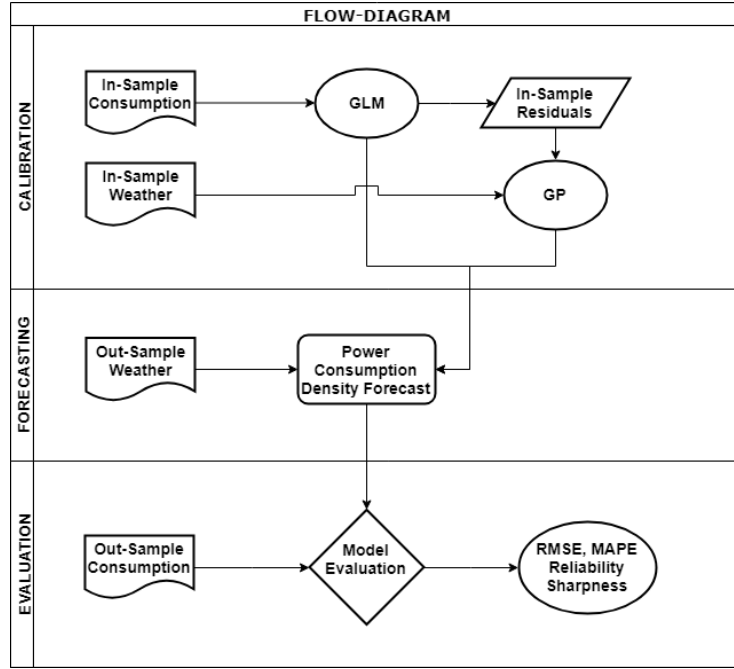 FLOW-DIAGRAM
CALIBRATION
In-Sample
Consumption
GLM
In-Sample
Residuals
In-Sample
Weather
GP
FORECASTING
Out-Sample
Weather
Power
Consumption
Density Forecast
EVALUATION
Out-Sample
Consumption
Model
Evaluation
RMSE, MAPE
Reliability
Sharpness